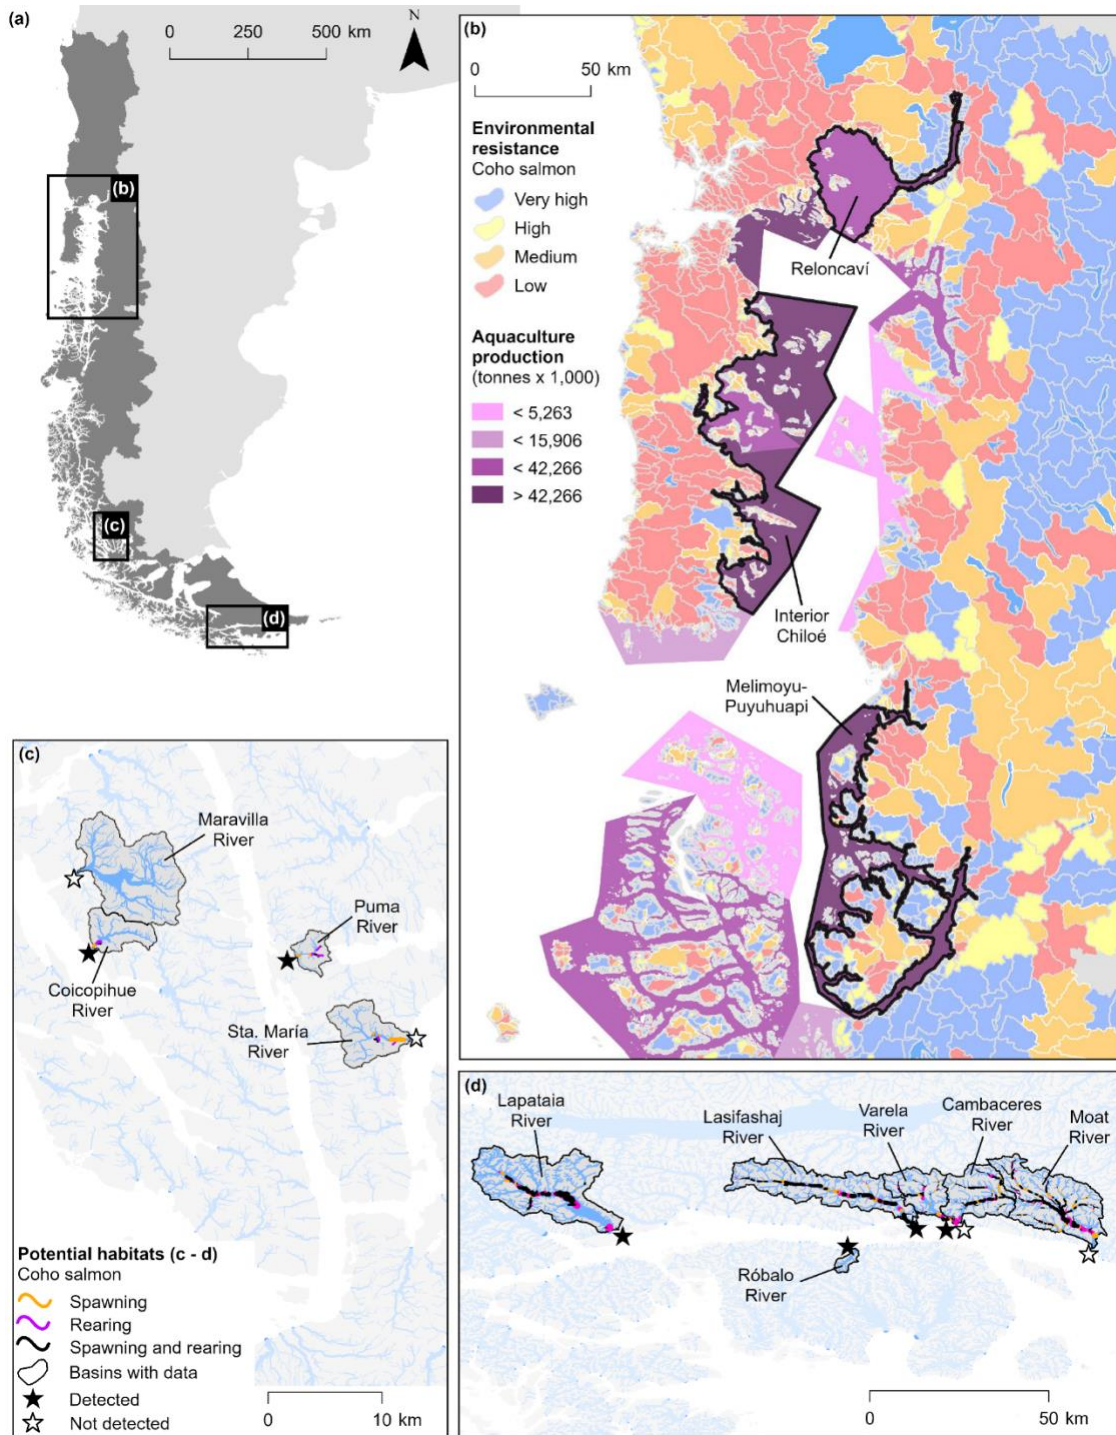 (a)
0 250 500 km
N
(b)
(c)
(d)
(b)
0 50 km
Environmental
resistance
Coho salmon
Very high
High
Medium
Low
Aquaculture
production
(tonnes x 1,000)
< 5,263
< 15,906
< 42,266
> 42,266
Reloncaví
Interior
Chiloé
Melimoyu-
Puyuhuapi
(c)
Maravilla
River
Puma
River
Coicopihue
River
Sta. María
River
Potential habitats (c - d)
Coho salmon
Spawning
Rearing
Spawning and rearing
Basins with data
Detected
Not detected
0 10 km
(d)
Lapataia
River
Lasifashaj
River
Varela
River
Cambaceres
River
Moat
River
Róbalo
River
0 50 km